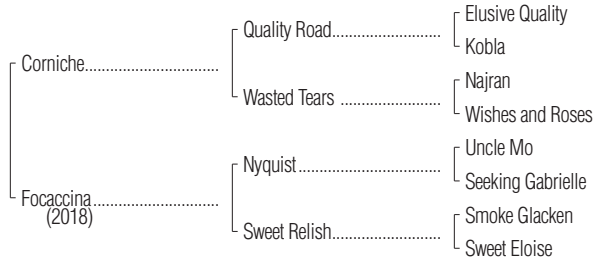 Elusive Quality
Quality Road
Kobla
Corniche
Najran
Wasted Tears
Wishes and Roses
Uncle Mo
Nyquist
Seeking Gabrielle
Focaccina
(2018)
Smoke Glacken
Sweet Relish
Sweet Eloise